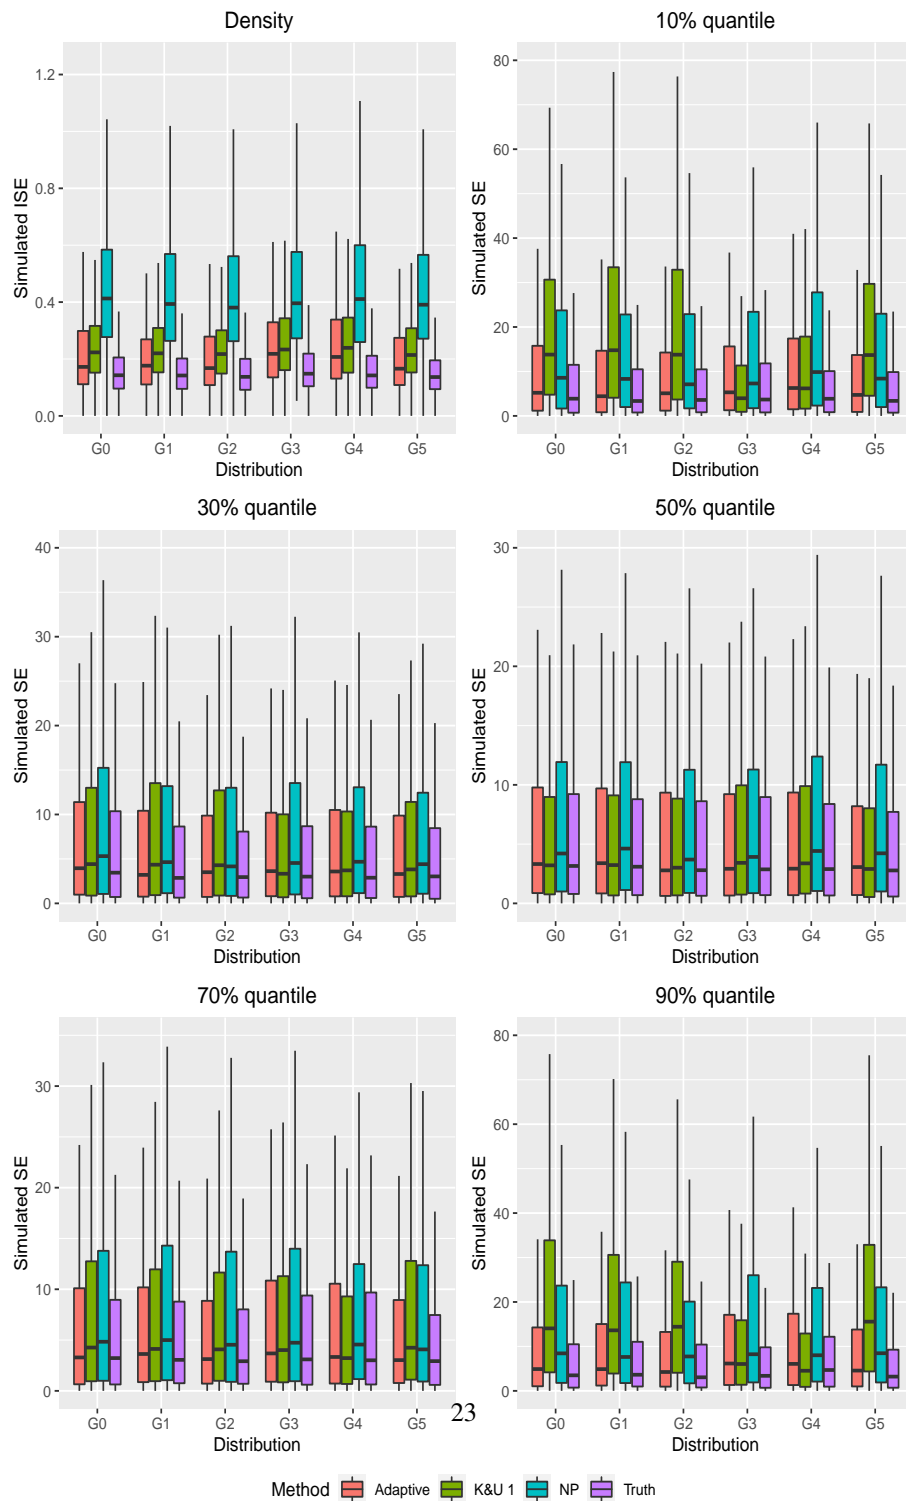 Density
Simulated ISE
1.2
0.8
0.4
0.0
G0 G1 G2 G3 G4 G5
Distribution
10% quantile
Simulated SE
80
60
40
20
0
G0 G1 G2 G3 G4 G5
Distribution
30% quantile
Simulated SE
40
30
20
10
0
G0 G1 G2 G3 G4 G5
Distribution
50% quantile
Simulated SE
30
20
10
0
G0 G1 G2 G3 G4 G5
Distribution
70% quantile
Simulated SE
30
20
10
0
G0 G1 G2 G3 G4 G5
Distribution
90% quantile
Simulated SE
80
60
40
20
0
G0 G1 G2 G3 G4 G5
Distribution
23
Method Adaptive K&U 1 NP Truth